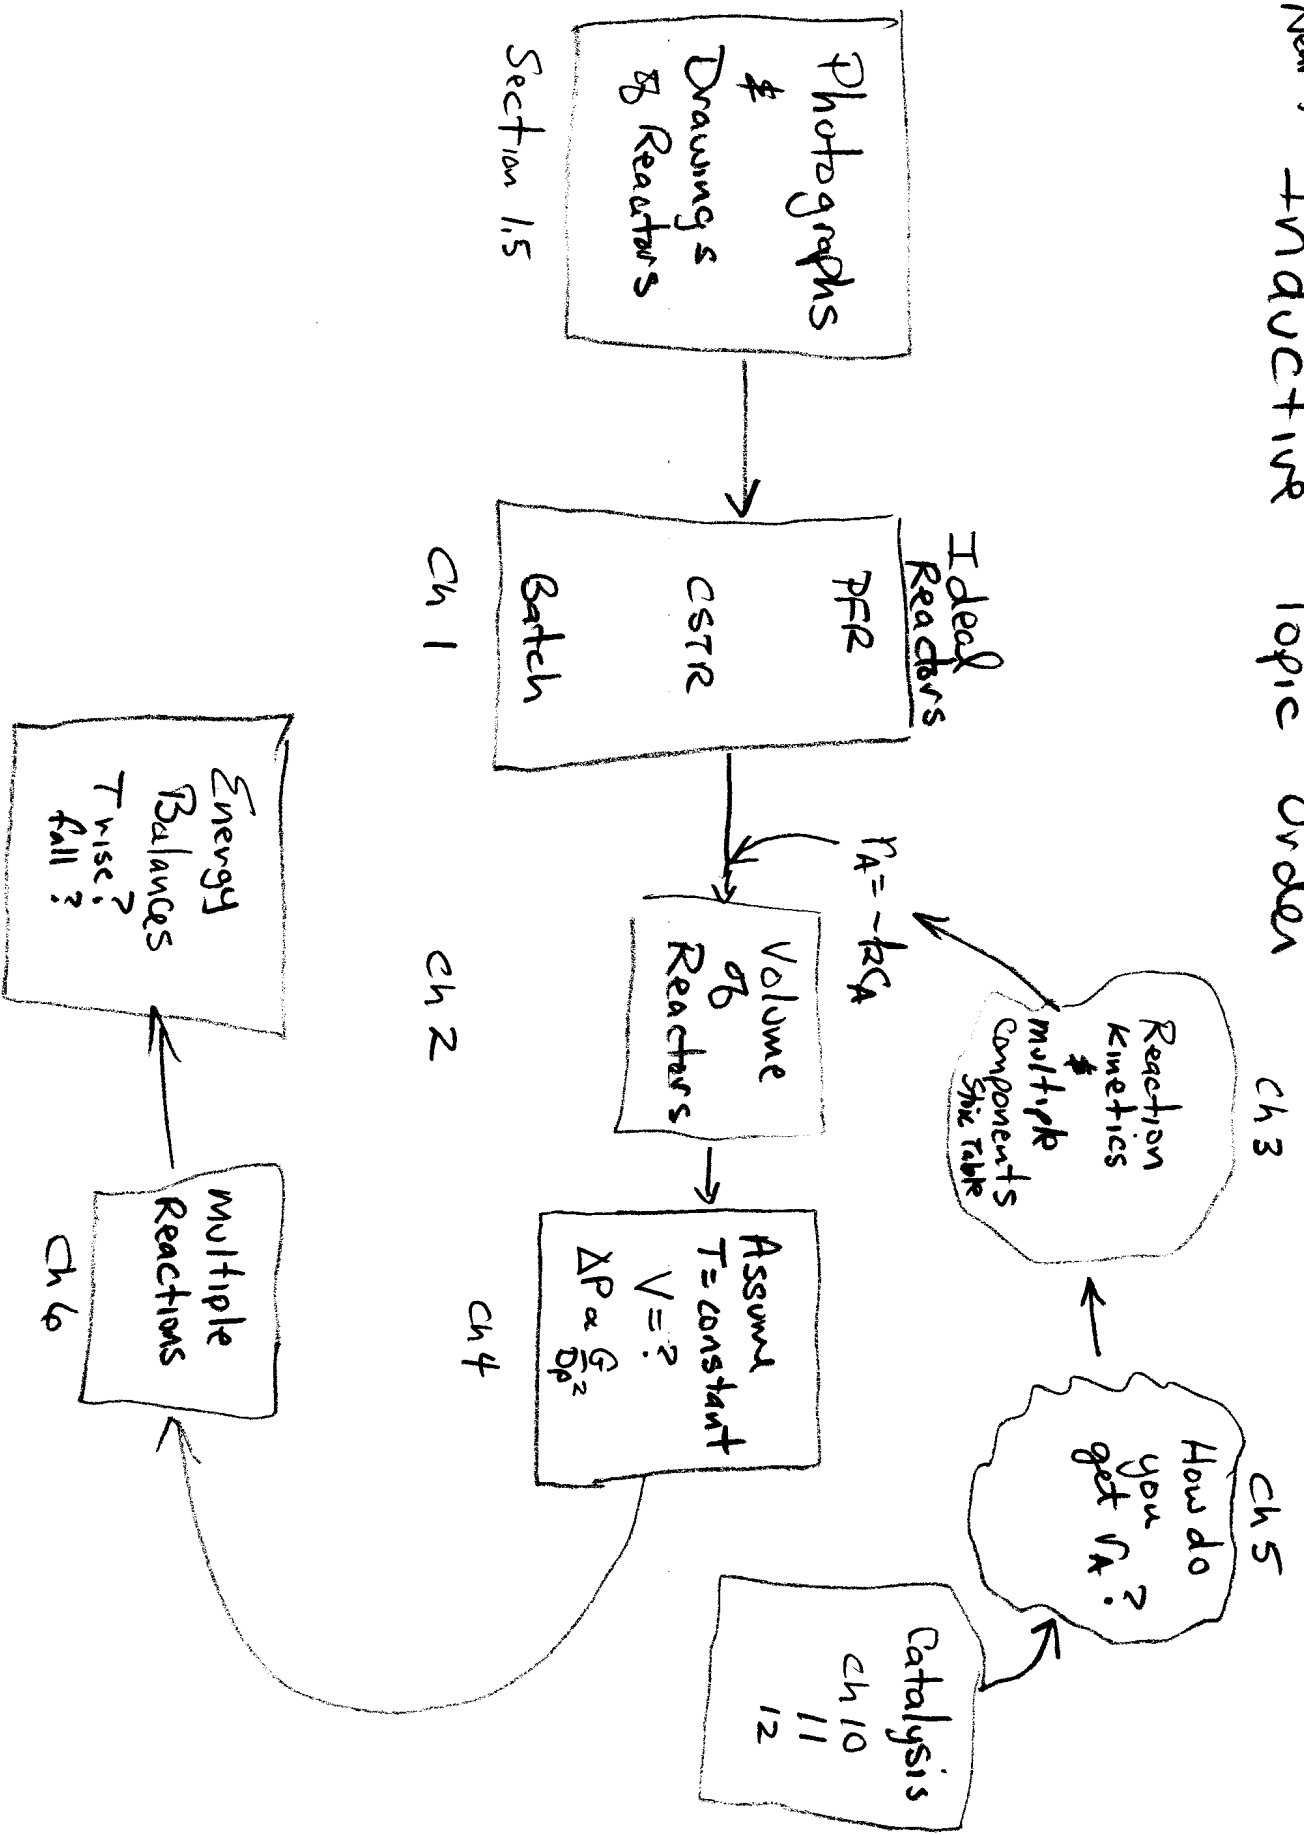 Inductive Topic Order
Photographs
&
Drawings
of Reactors
Section 1.5
Ideal
Reactors
PFR
CSTR
Batch
Ch 1
rA = -kCA
Volume
of
Reactors
Ch 2
Ch 3
Reaction
Kinetics
&
multiple
Components
Stoic Table
Ch 5
How do
you
get rA?
Catalysis
Ch 10
11
12
Assume
T = constant
V = ?
ΔP α G
Dp²
Ch 4
Multiple
Reactions
Ch 6
Energy
Balances
T rise?
fall?